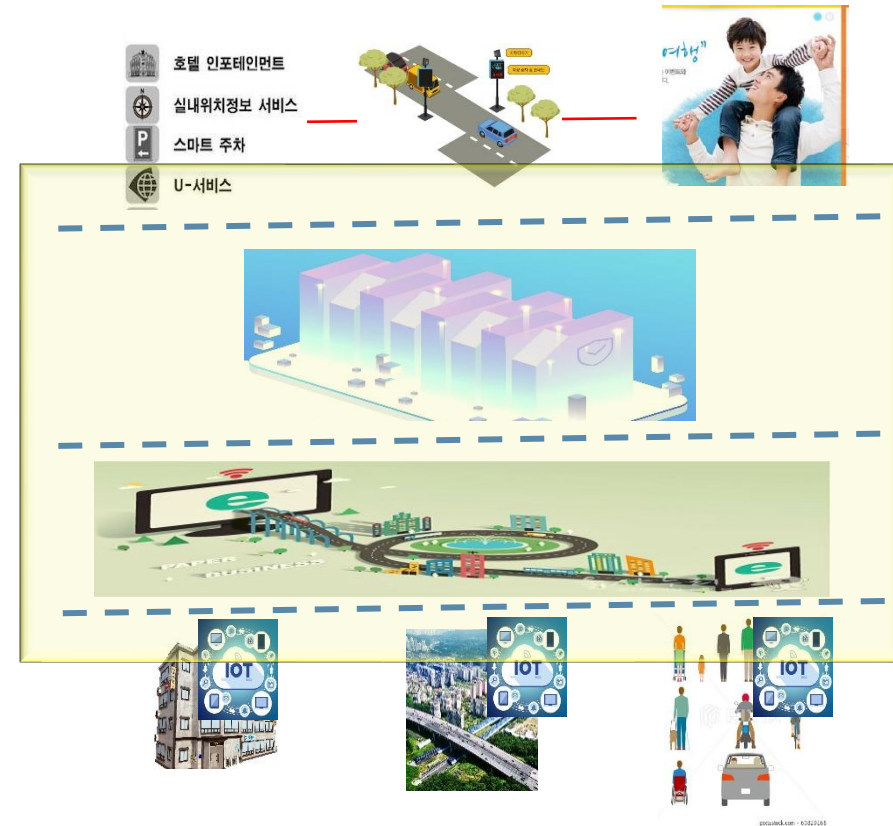 호텔 인포테인먼트
실내위치정보 서비스
스마트 주차
U-서비스
N
P
여행"
e
PAPER
BUSINESS
e
IOT
IOT
IOT